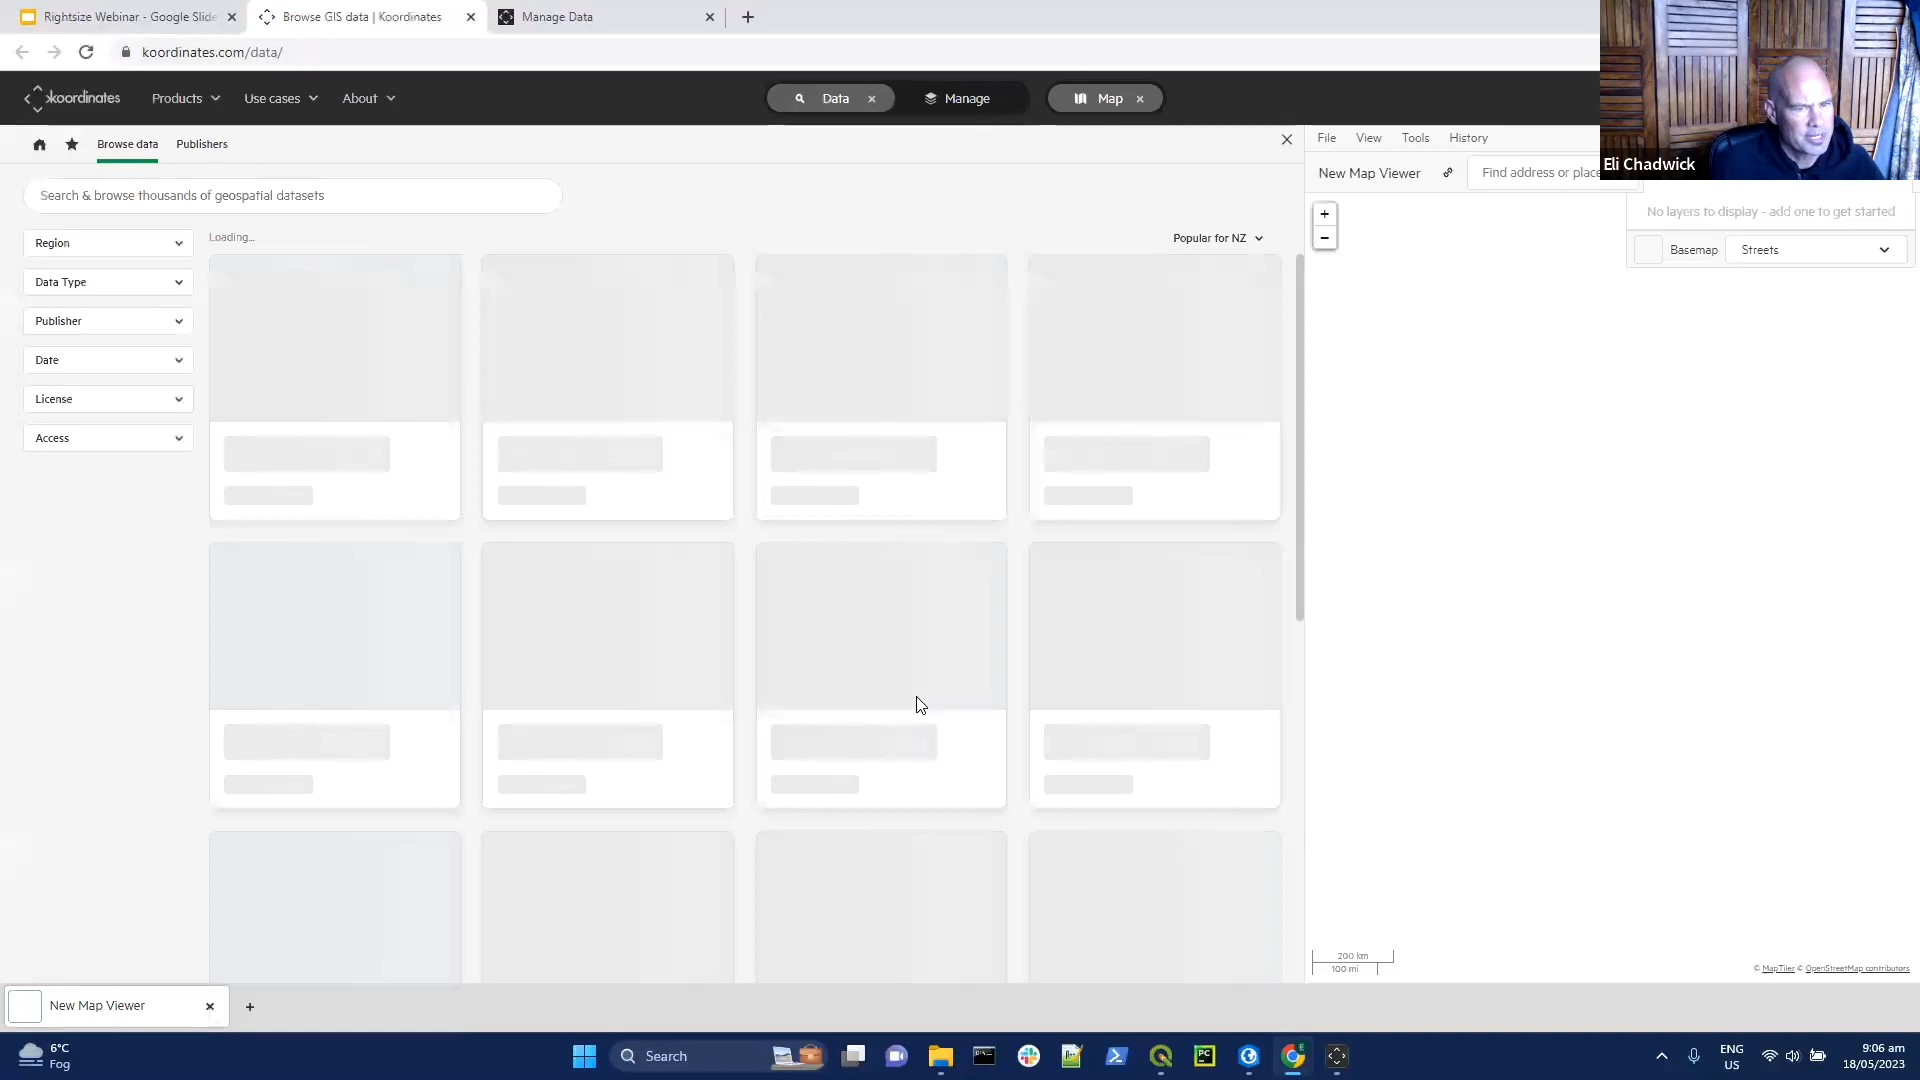 Rightsize Webinar - Google Slide
Browse GIS data | Koordinates
Manage Data
koordinates.com/data/
koordinates
Products
Use cases
About
Data
Manage
Map
Browse data
Publishers
File
View
Tools
History
Eli Chadwick
New Map Viewer
Find address or place
Search & browse thousands of geospatial datasets
No layers to display - add one to get started
Region
Loading...
Popular for NZ
Basemap
Streets
Data Type
Publisher
Date
License
Access
200 km
100 mi
© MapTiler © OpenStreetMap contributors
New Map Viewer
6°C
Fog
Search
PC
ENG
US
9:06 am
18/05/2023